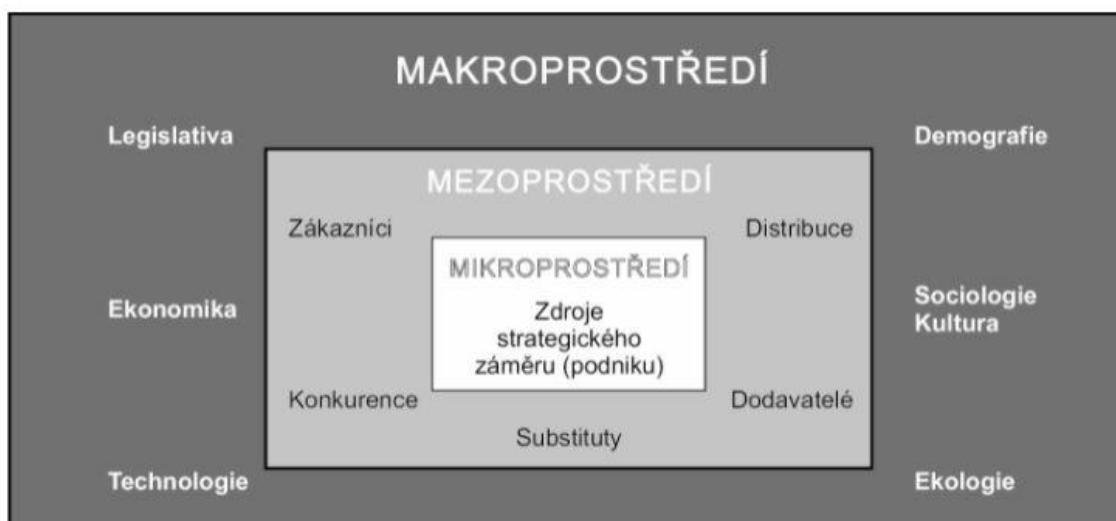 MAKROPROSTŘEDÍ
Legislativa
Demografie
MEZOPROSTŘEDÍ
Zákazníci
Distribuce
MIKROPROSTŘEDÍ
Ekonomika
Zdroje
strategického
záměru (podniku)
Sociologie
Kultura
Konkurence
Dodavatelé
Substituty
Technologie
Ekologie